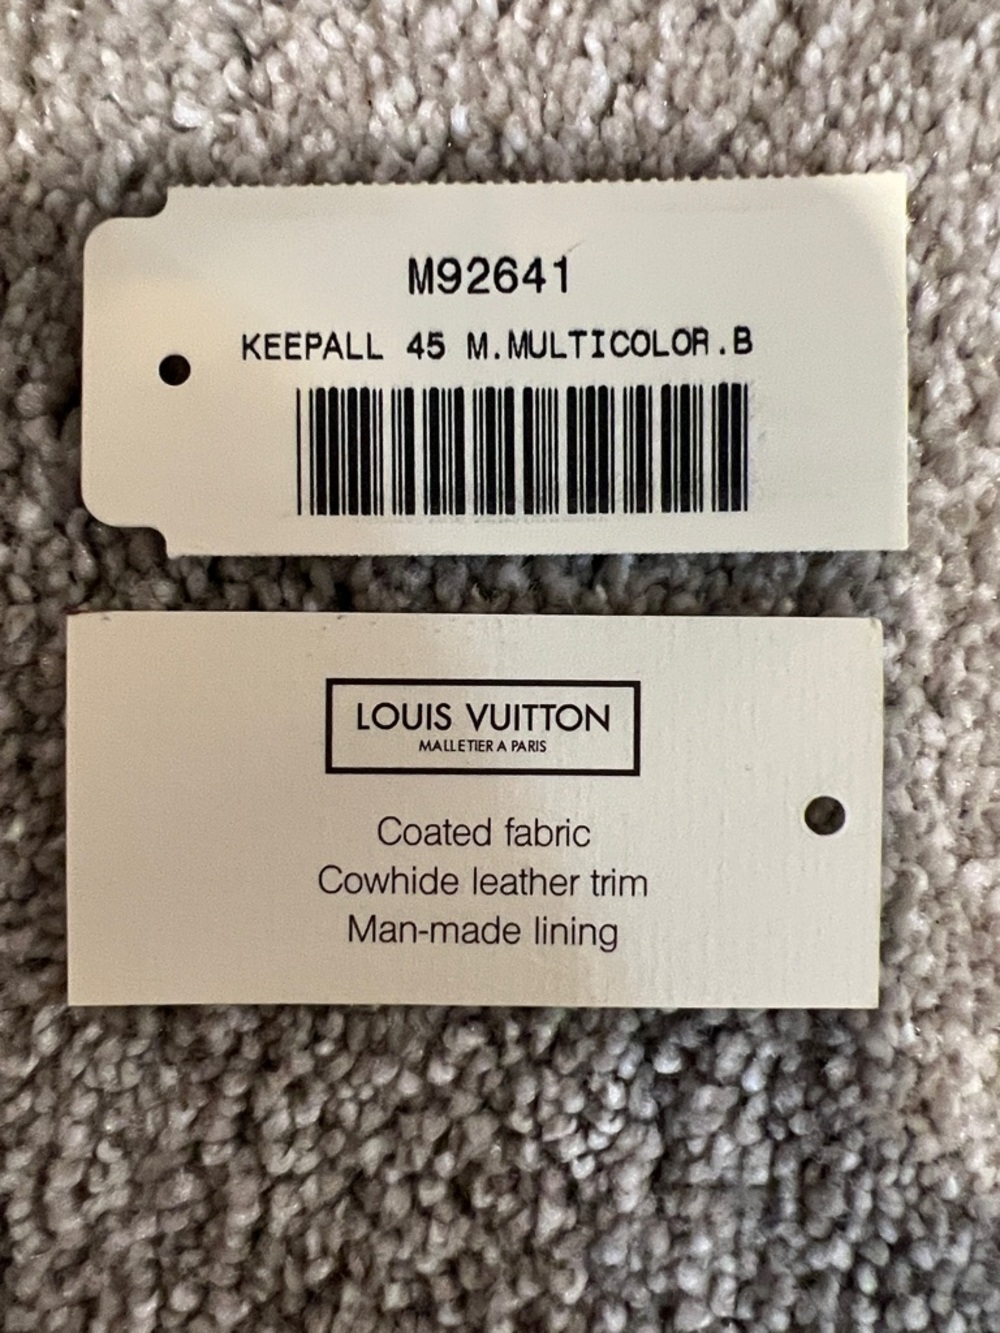 M92641
KEEPALL 45 M.MULTICOLOR.B
LOUIS VUITTON
MALLETIER A PARIS
Coated fabric
Cowhide leather trim
Man-made lining